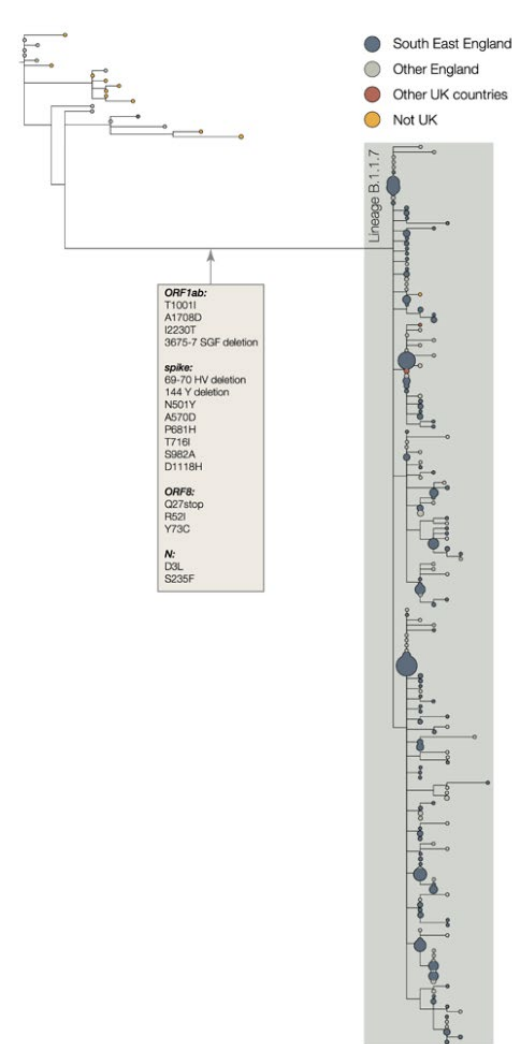 South East England
Other England
Other UK countries
Not UK
Lineage B.1.1.7
ORF1ab:
T1001I
A1708D
I2230T
3675-7 SGF deletion
spike:
69-70 HV deletion
144 Y deletion
N501Y
A570D
P681H
T716I
S982A
D1118H
ORF8:
Q27stop
R52I
Y73C
N:
D3L
S235F